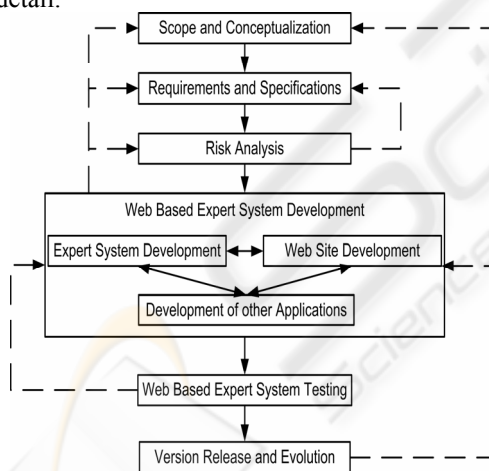 detail.
Scope and Conceptualization
Requirements and Specifications
Risk Analysis
Web Based Expert System Development
Expert System Development
Web Site Development
Development of other Applications
Web Based Expert System Testing
Version Release and Evolution